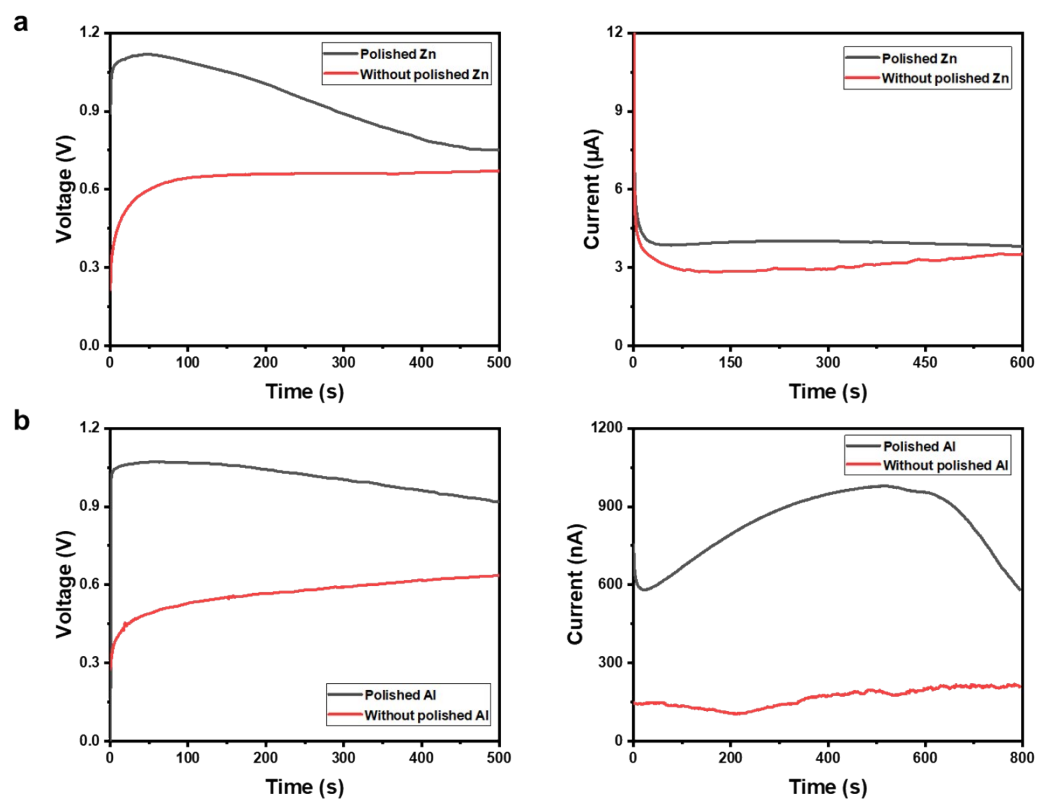 a
1.2
0.9
0.6
0.3
0.0
Voltage (V)
Polished Zn
Without polished Zn
0 100 200 300 400 500
Time (s)
12
9
6
3
0
Current (µA)
Polished Zn
Without polished Zn
0 150 300 450 600
Time (s)
b
1.2
0.9
0.6
0.3
0.0
Voltage (V)
Polished Al
Without polished Al
0 100 200 300 400 500
Time (s)
1200
900
600
300
0
Current (nA)
Polished Al
Without polished Al
0 200 400 600 800
Time (s)